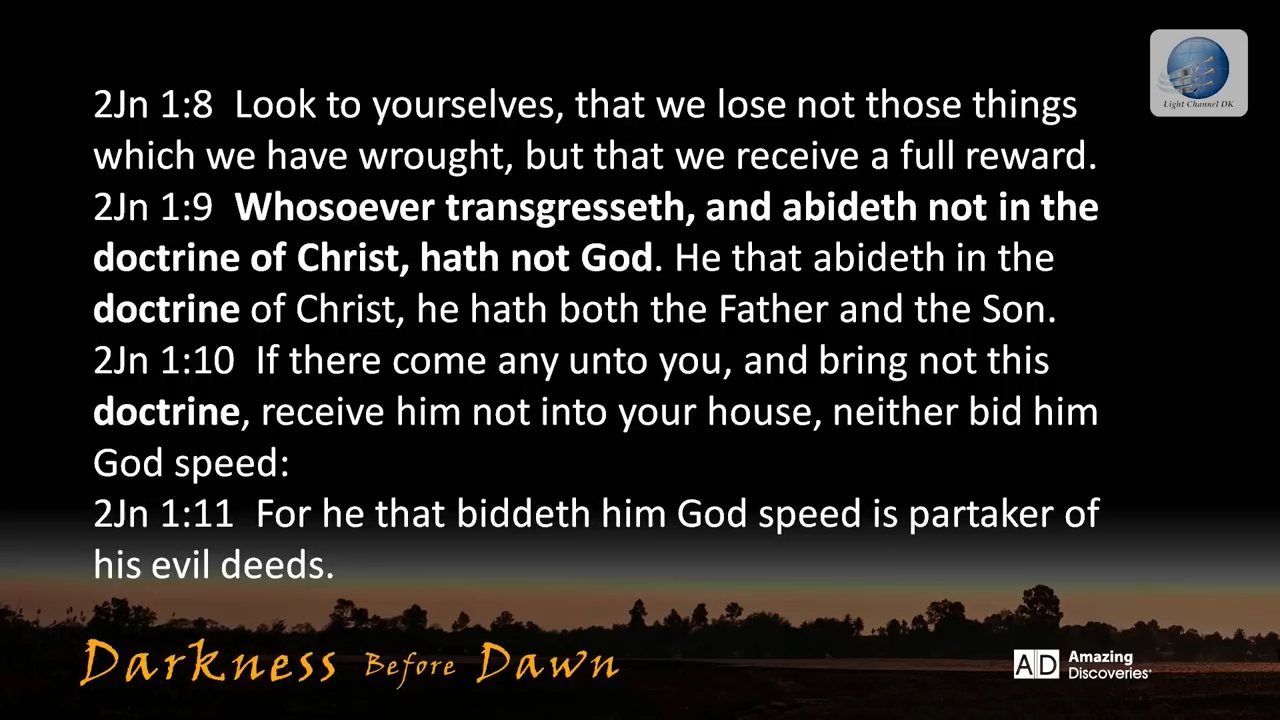 Light Channel DK
2Jn 1:8 Look to yourselves, that we lose not those things
which we have wrought, but that we receive a full reward.
2Jn 1:9 Whosoever transgresseth, and abideth not in the
doctrine of Christ, hath not God. He that abideth in the
doctrine of Christ, he hath both the Father and the Son.
2Jn 1:10 If there come any unto you, and bring not this
doctrine, receive him not into your house, neither bid him
God speed:
2Jn 1:11 For he that biddeth him God speed is partaker of
his evil deeds.
Darkness Before Dawn
AD Amazing
Discoveries